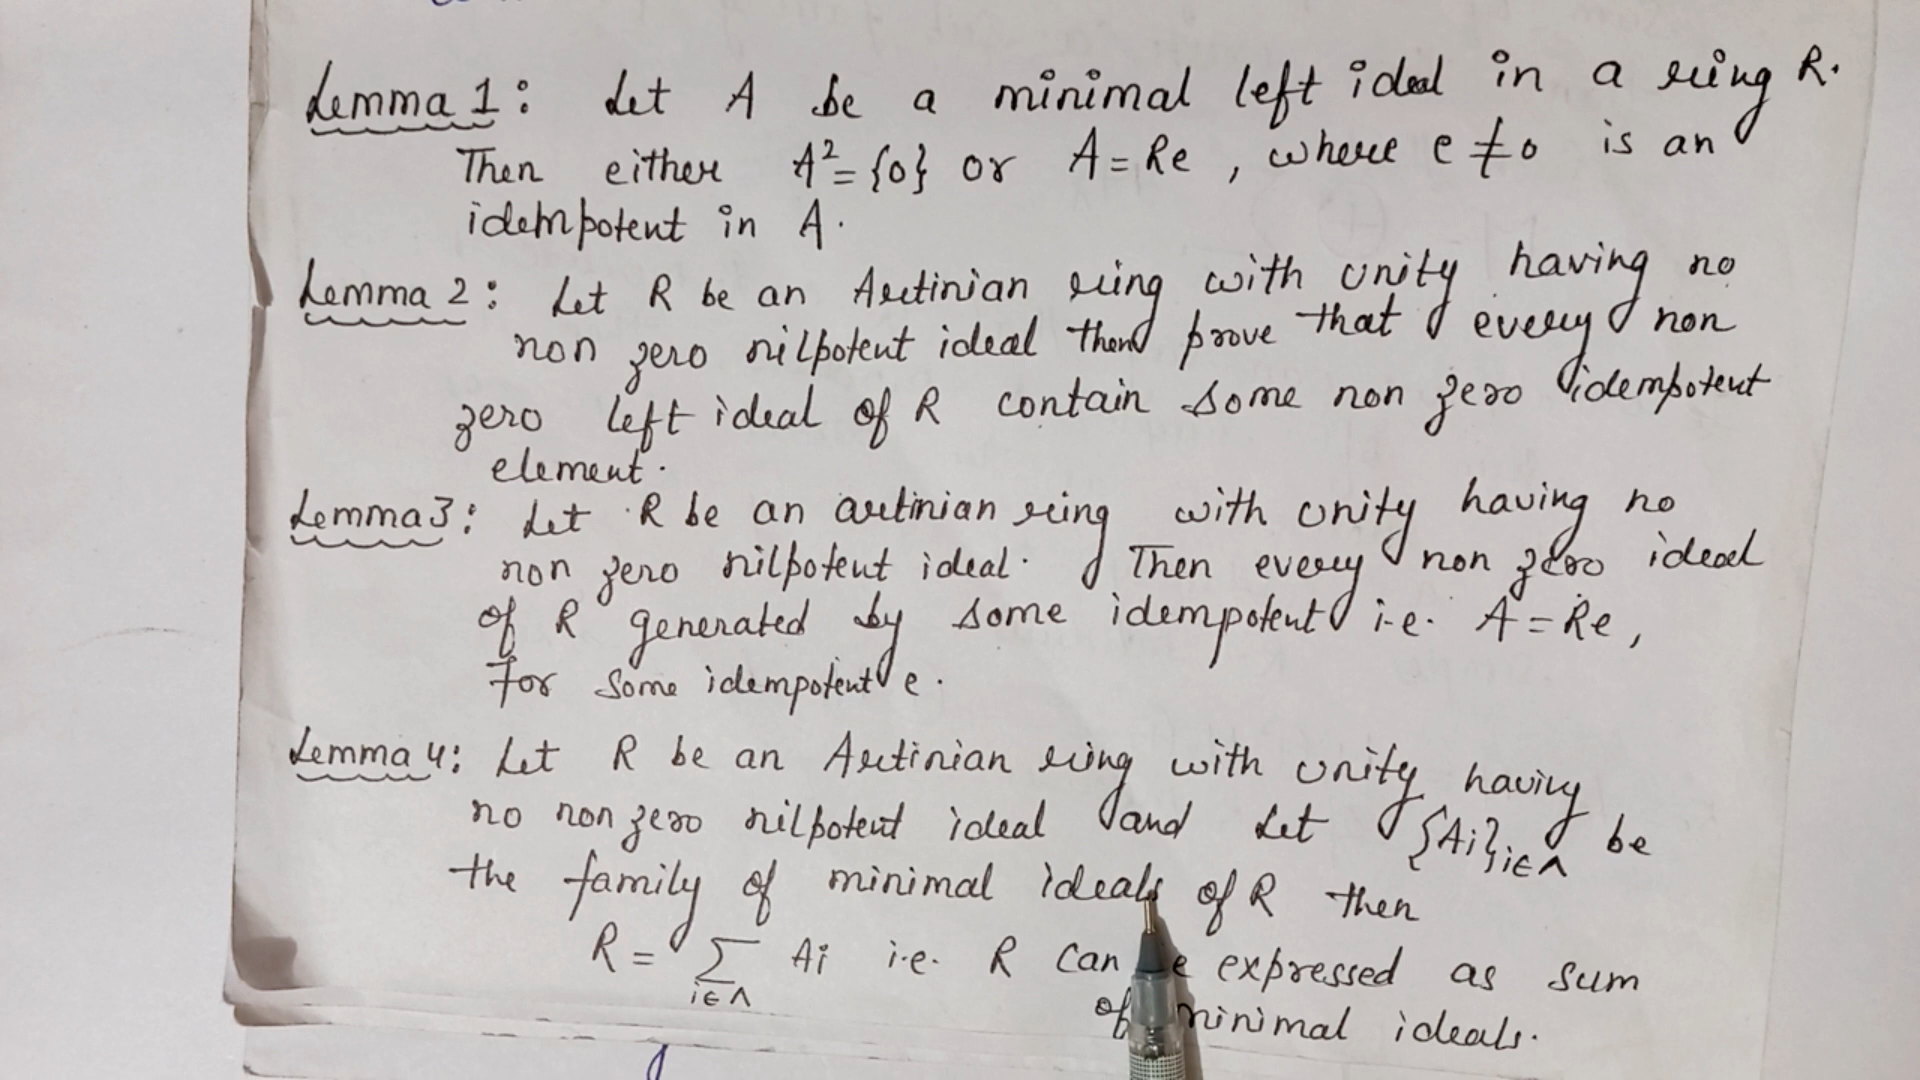 Lemma 1: Let A be a minimal left ideal in a ring R.
Then either A² = {0} or A = Re, where e ≠ 0 is an
idempotent in A.
Lemma 2: Let R be an Artinian ring with unity having no
non zero nilpotent ideal then prove that every non
zero left ideal of R contain some non zero idempotent
element.
Lemma 3: Let R be an artinian ring with unity having no
non zero nilpotent ideal. Then every non zero ideal
of R generated by some idempotent i.e. A = Re,
for some idempotent e.
Lemma 4: Let R be an Artinian ring with unity having
no non zero nilpotent ideal and Let {Ai}i∈Λ be
the family of minimal ideals of R then
R = Σ Ai i.e. R can be expressed as sum
i∈Λ
of minimal ideals.